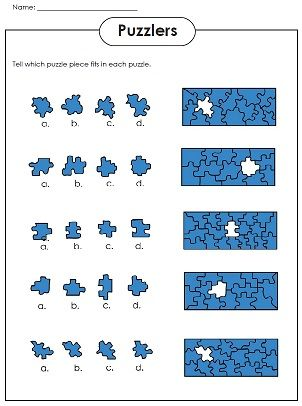 Name:
Puzzlers
Tell which puzzle piece fits in each puzzle.
a. b. c. d.
a. b. c. d.
a. b. c. d.
a. b. c. d.
a. b. c. d.